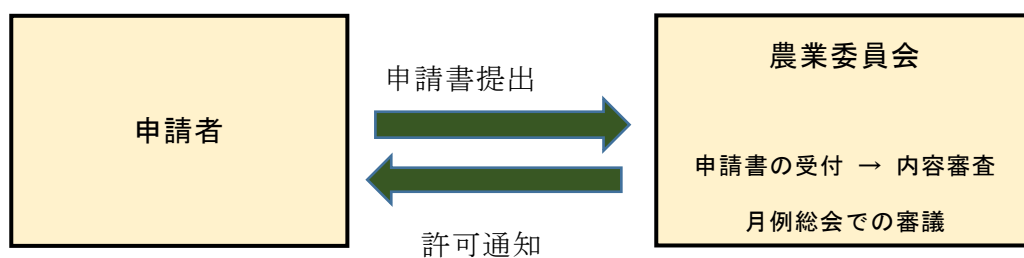 申請者
申請書提出
許可通知
農業委員会
申請書の受付 → 内容審査
月例総会での審議